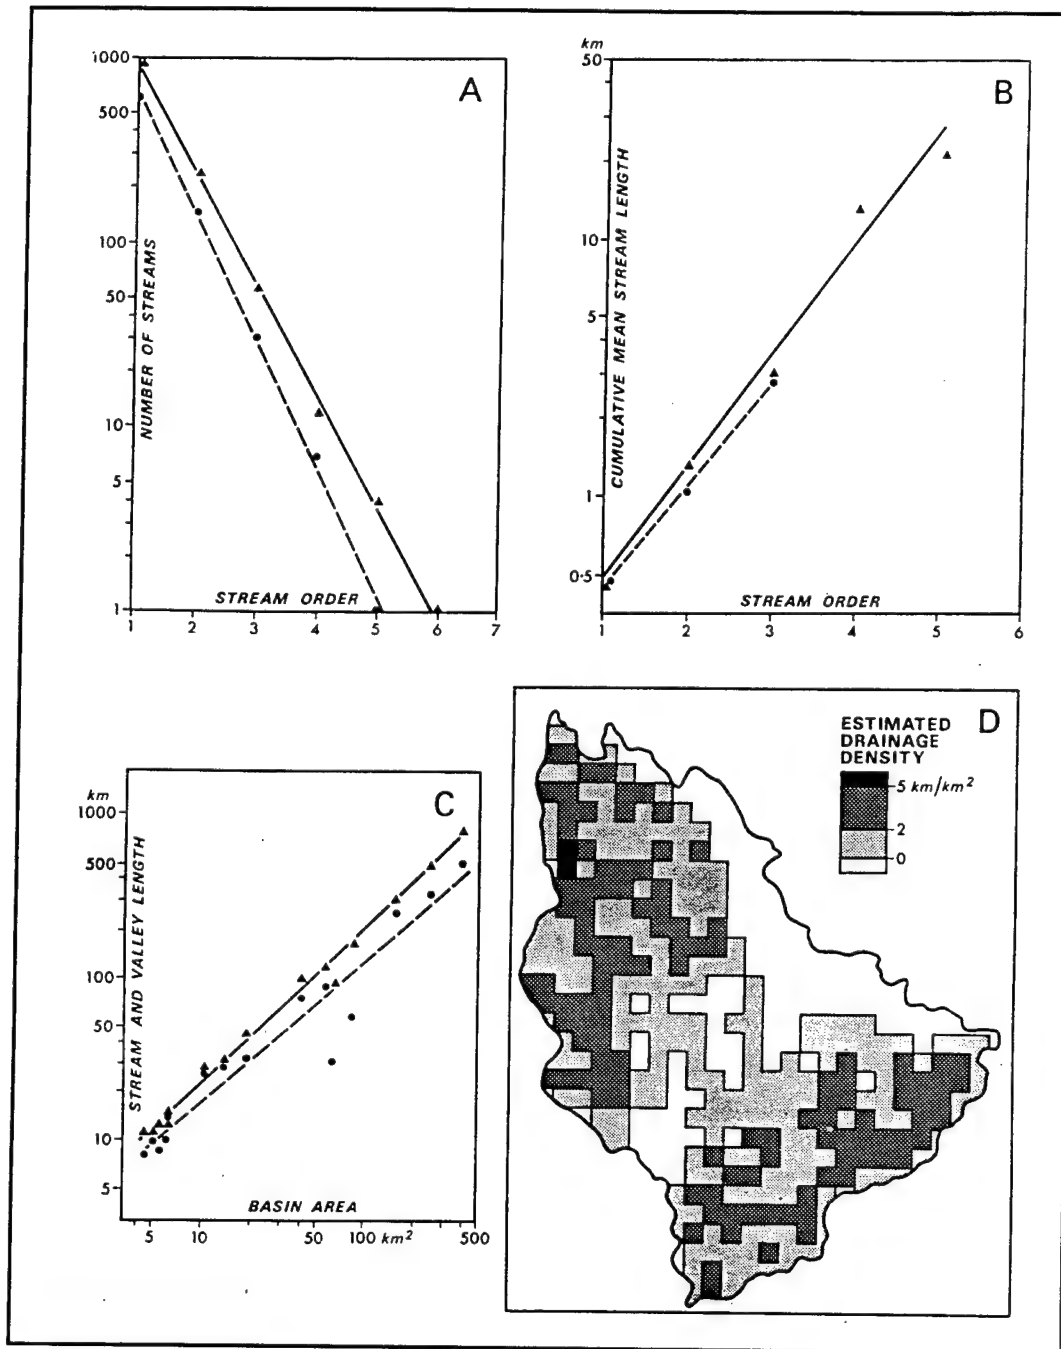 A
1000
500
100
50
10
5
1
NUMBER OF STREAMS
STREAM ORDER
1 2 3 4 5 6 7
B
km
50
10
5
1
0·5
CUMULATIVE MEAN STREAM LENGTH
STREAM ORDER
1 2 3 4 5 6
C
km
1000
500
100
50
10
5
STREAM AND VALLEY LENGTH
BASIN AREA
5 10 50 100 km² 500
D
ESTIMATED
DRAINAGE
DENSITY
5 km/km²
2
0